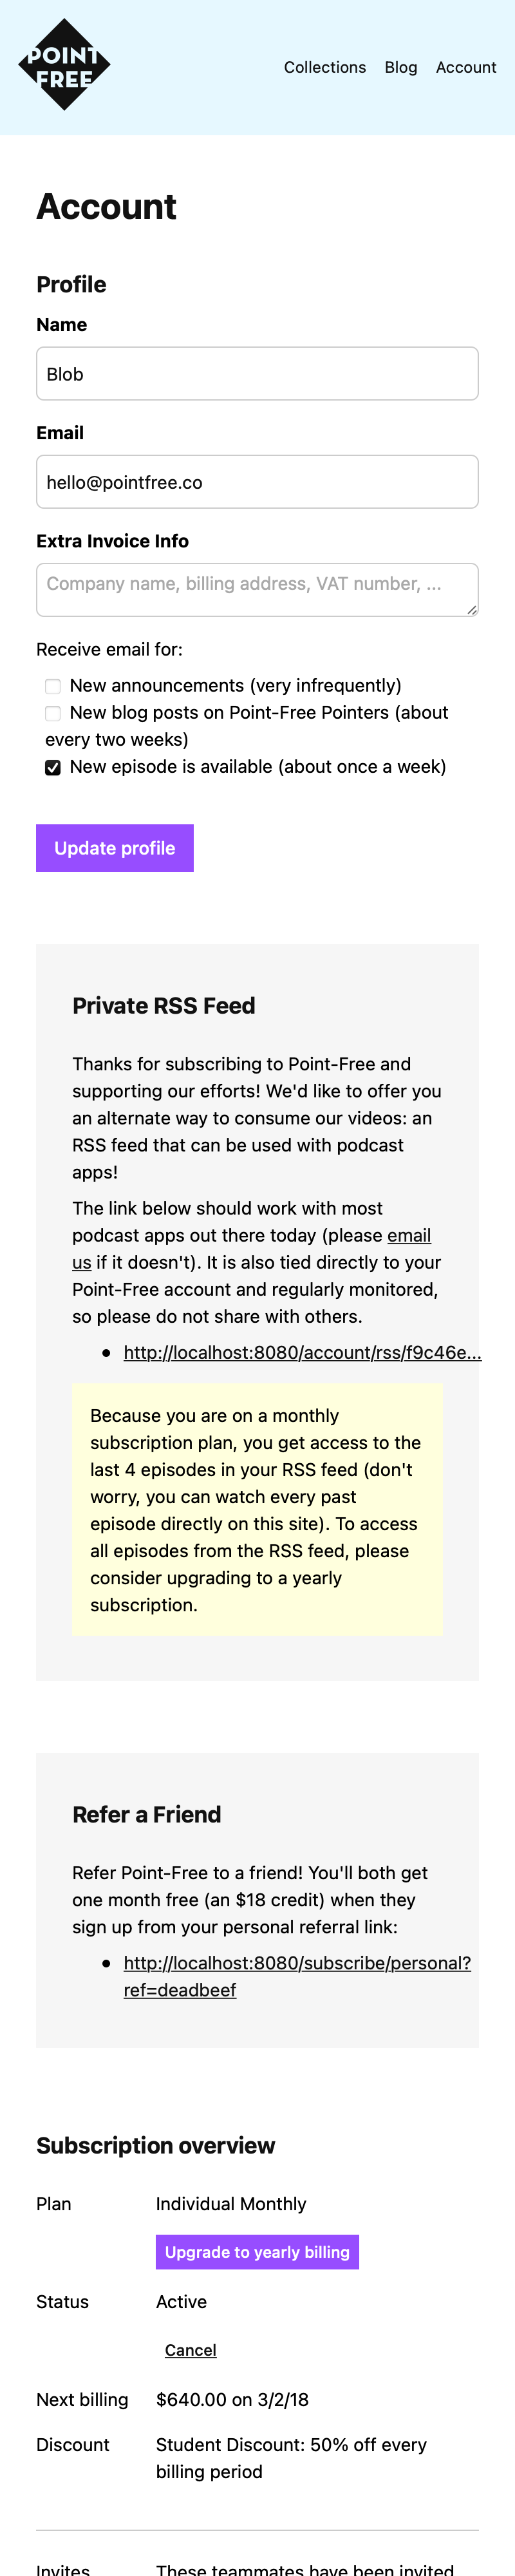 POINT
FREE
Collections Blog Account
Account
Profile
Name
Blob
Email
hello@pointfree.co
Extra Invoice Info
Company name, billing address, VAT number, ...
Receive email for:
New announcements (very infrequently)
New blog posts on Point-Free Pointers (about
every two weeks)
New episode is available (about once a week)
Update profile
Private RSS Feed
Thanks for subscribing to Point-Free and
supporting our efforts! We'd like to offer you
an alternate way to consume our videos: an
RSS feed that can be used with podcast
apps!
The link below should work with most
podcast apps out there today (please email
us if it doesn't). It is also tied directly to your
Point-Free account and regularly monitored,
so please do not share with others.
http://localhost:8080/account/rss/f9c46e...
Because you are on a monthly
subscription plan, you get access to the
last 4 episodes in your RSS feed (don't
worry, you can watch every past
episode directly on this site). To access
all episodes from the RSS feed, please
consider upgrading to a yearly
subscription.
Refer a Friend
Refer Point-Free to a friend! You'll both get
one month free (an $18 credit) when they
sign up from your personal referral link:
http://localhost:8080/subscribe/personal?
ref=deadbeef
Subscription overview
Plan Individual Monthly
Upgrade to yearly billing
Status Active
Cancel
Next billing $640.00 on 3/2/18
Discount Student Discount: 50% off every
billing period
Invites These teammates have been invited